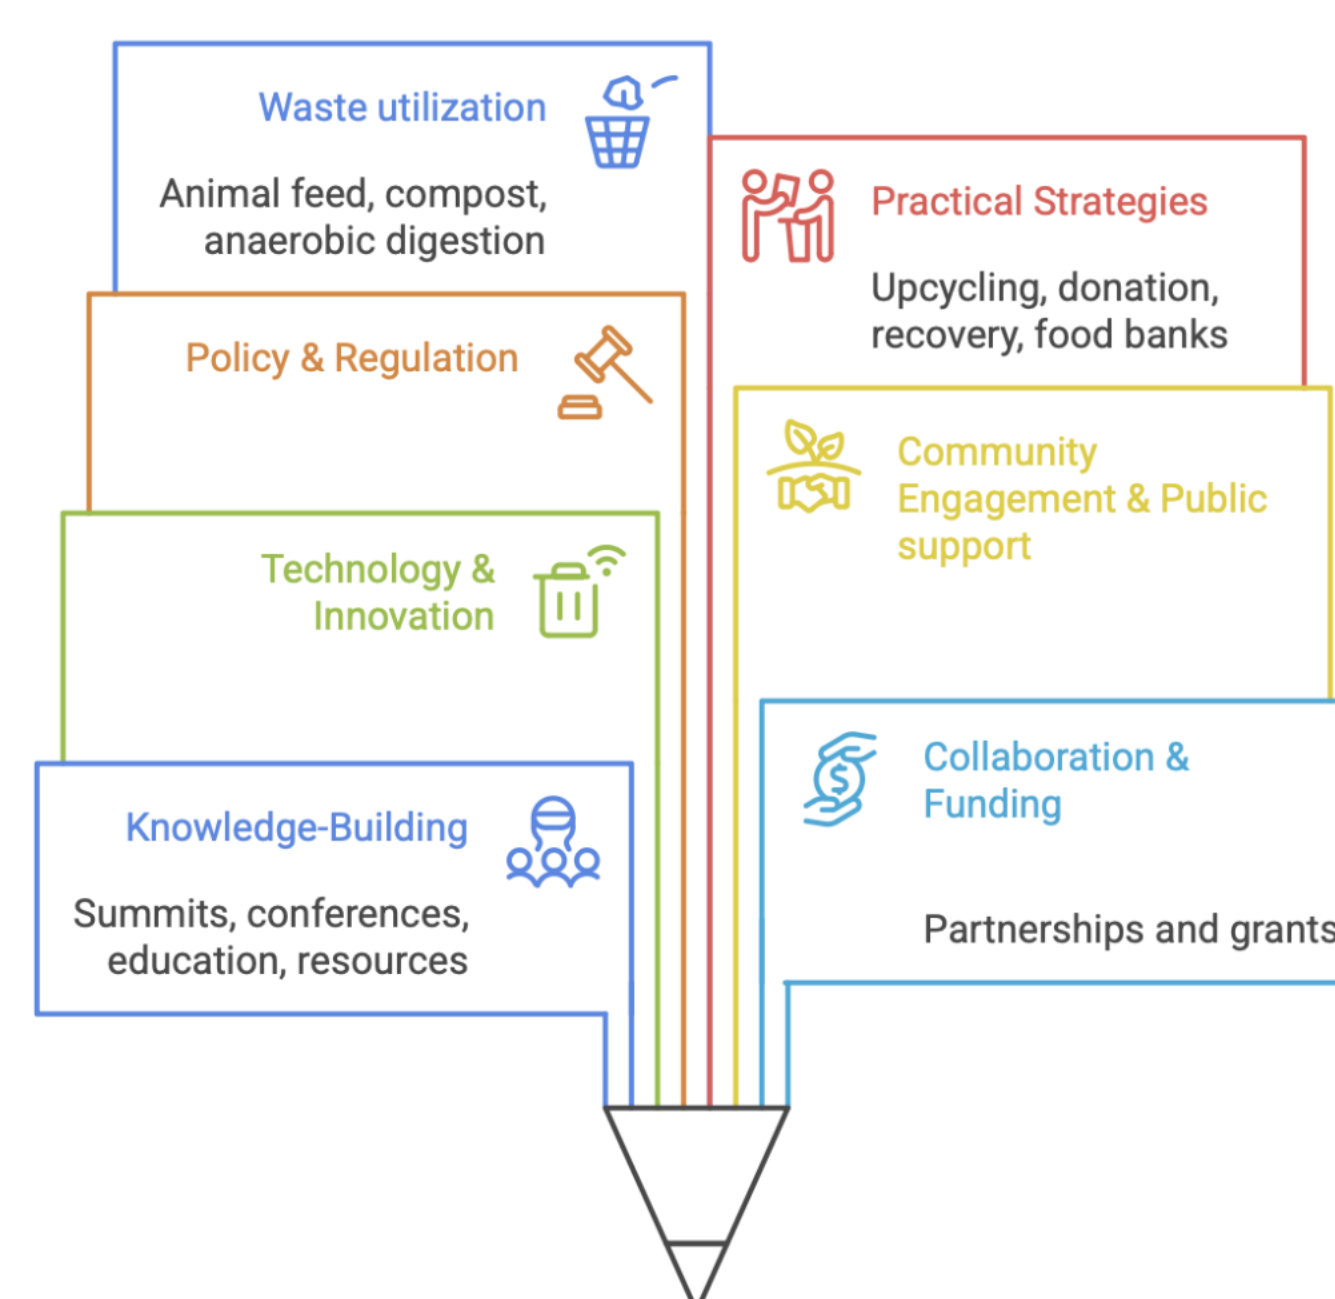 Waste utilization
Animal feed, compost,
anaerobic digestion
Practical Strategies
Upcycling, donation,
recovery, food banks
Policy & Regulation
Community
Engagement & Public
support
Technology &
Innovation
Collaboration &
Funding
Partnerships and grants
Knowledge-Building
Summits, conferences,
education, resources
$